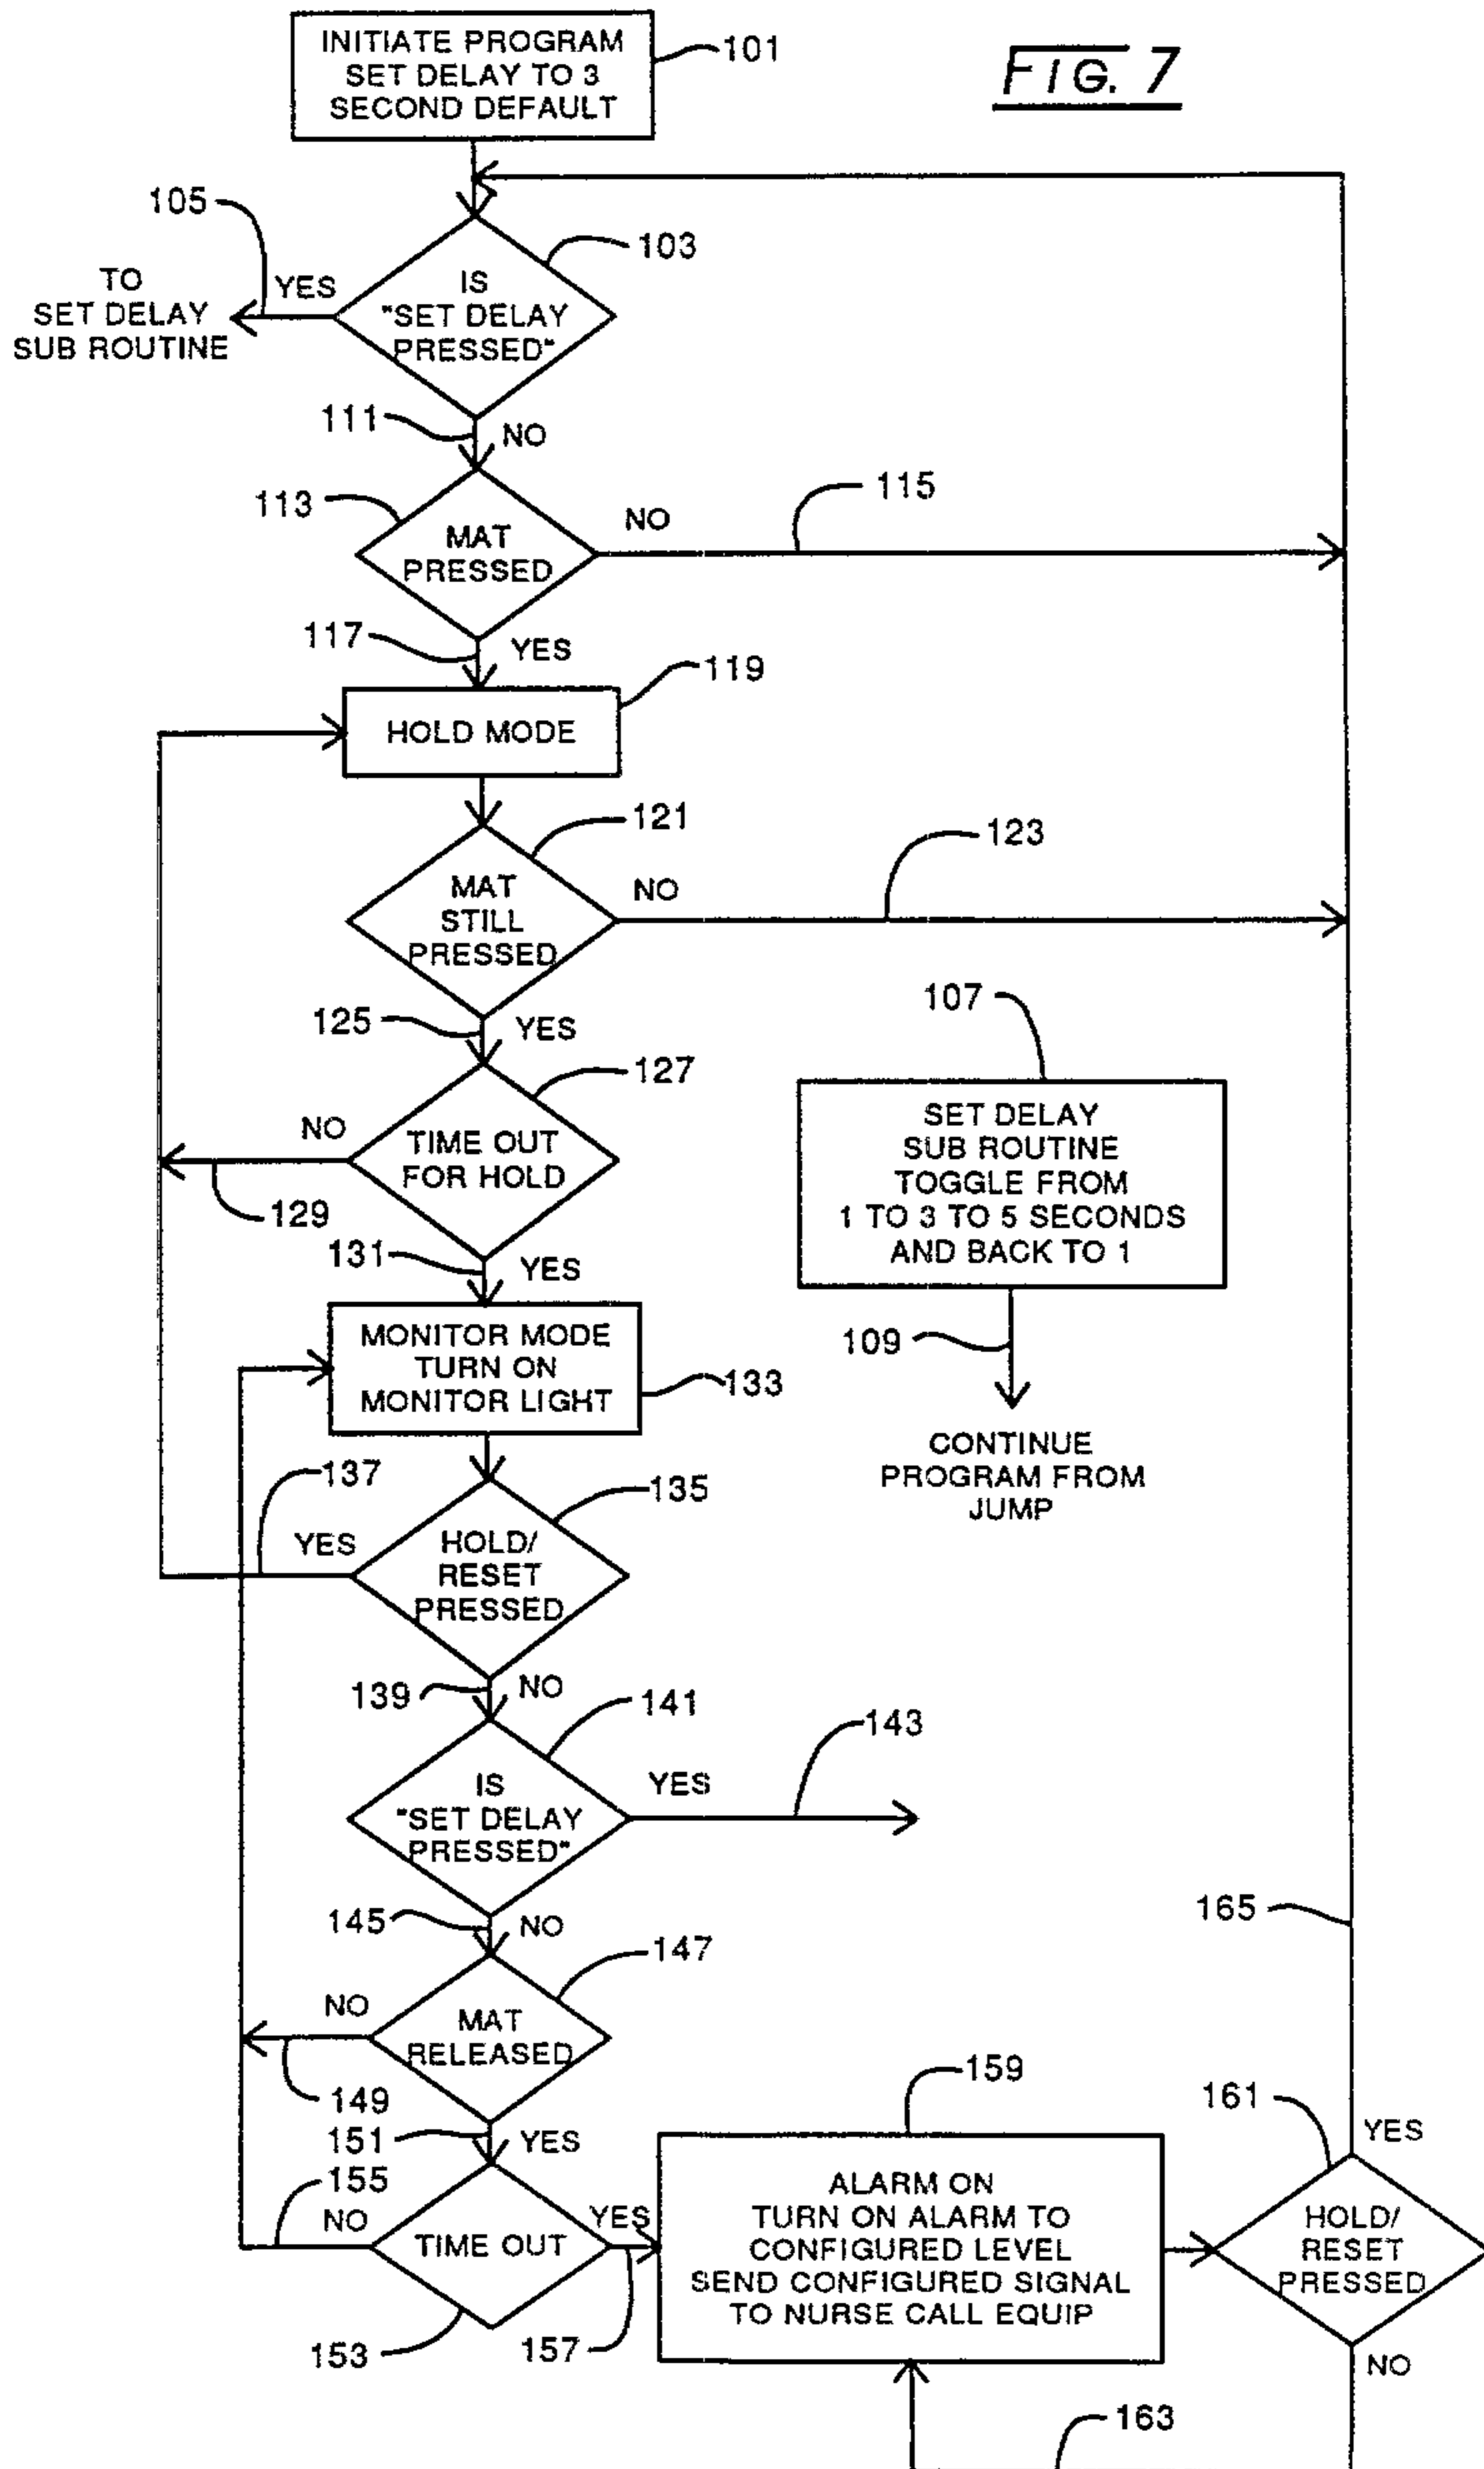 INITIATE PROGRAM
SET DELAY TO 3
SECOND DEFAULT
101
FIG. 7
105
103
TO
SET DELAY
SUB ROUTINE
YES
IS
"SET DELAY
PRESSED"
111
NO
113
MAT
PRESSED
NO
115
117
YES
119
HOLD MODE
121
MAT
STILL
PRESSED
NO
123
125
YES
127
TIME OUT
FOR HOLD
NO
129
107
SET DELAY
SUB ROUTINE
TOGGLE FROM
1 TO 3 TO 5 SECONDS
AND BACK TO 1
109
CONTINUE
PROGRAM FROM
JUMP
131
YES
MONITOR MODE
TURN ON
MONITOR LIGHT
133
137
YES
135
HOLD/
RESET
PRESSED
139
NO
141
IS
"SET DELAY
PRESSED"
YES
143
145
NO
147
MAT
RELEASED
NO
149
151
YES
155
NO
TIME OUT
153
YES
157
159
ALARM ON
TURN ON ALARM TO
CONFIGURED LEVEL
SEND CONFIGURED SIGNAL
TO NURSE CALL EQUIP
165
161
YES
HOLD/
RESET
PRESSED
NO
163